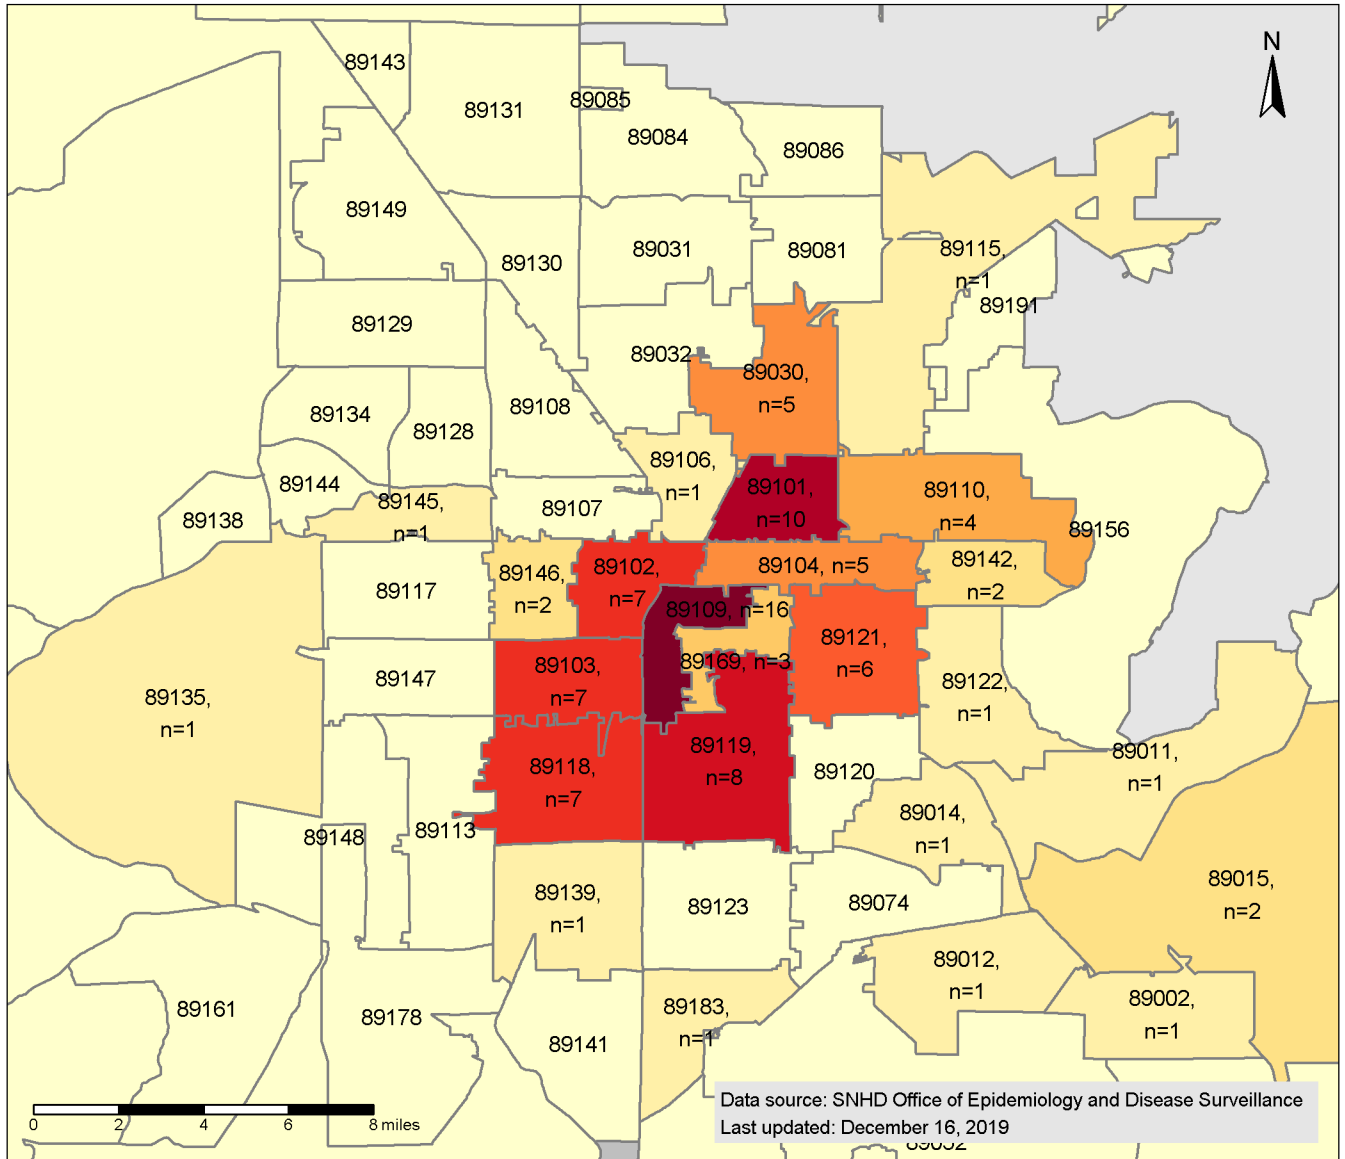 N
89143
89131
89085
89084
89086
89149
89130
89031
89081
89115,
n=1
89191
89129
89032
89030,
n=5
89134
89128
89108
89106,
n=1
89101,
n=10
89110,
n=4
89156
89144
89145,
n=1
89138
89107
89117
89146,
n=2
89102,
n=7
89104, n=5
89142,
n=2
89109, n=16
89121,
n=6
89147
89103,
n=7
89169, n=3
89122,
n=1
89135,
n=1
89118,
n=7
89119,
n=8
89120
89011,
n=1
89148
89113
89014,
n=1
89139,
n=1
89123
89074
89015,
n=2
89012,
n=1
89002,
n=1
89161
89178
89141
89183,
n=1
0 2 4 6 8 miles
Data source: SNHD Office of Epidemiology and Disease Surveillance
Last updated: December 16, 2019